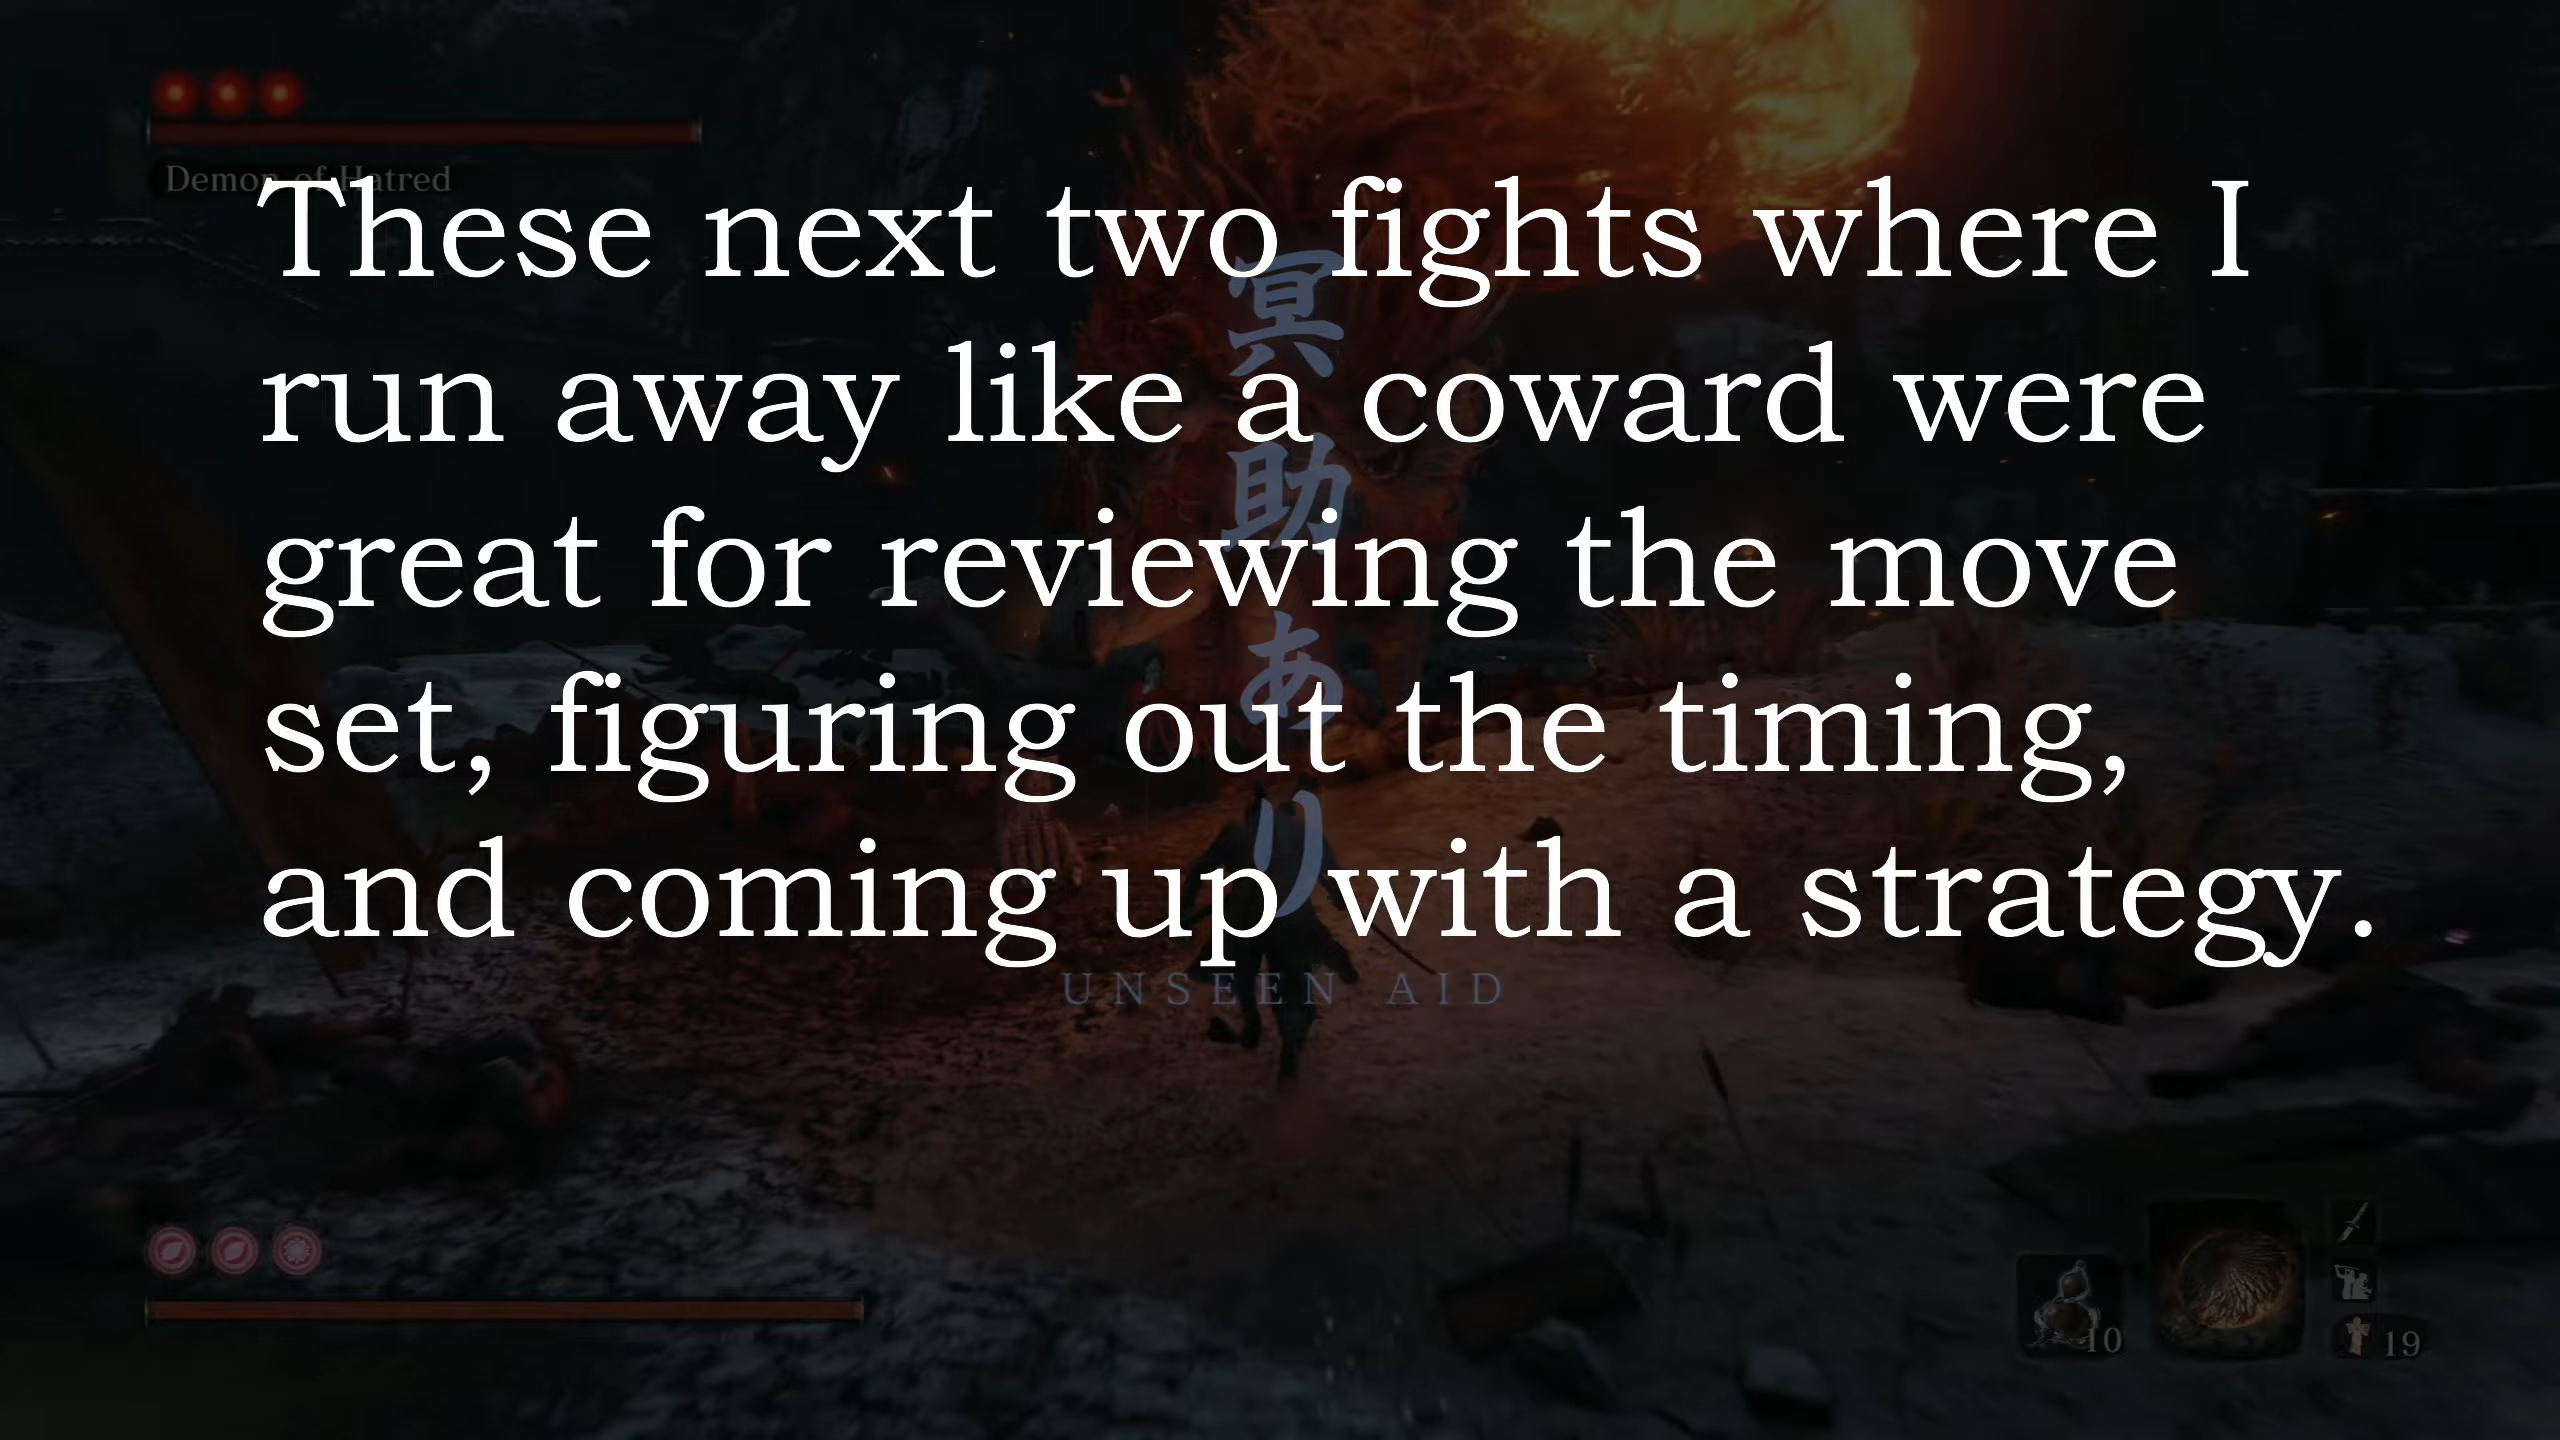 Demon of Hatred
These next two fights where I
run away like a coward were
great for reviewing the move
set, figuring out the timing,
and coming up with a strategy.
冥助あり
UNSEEN AID
10
19